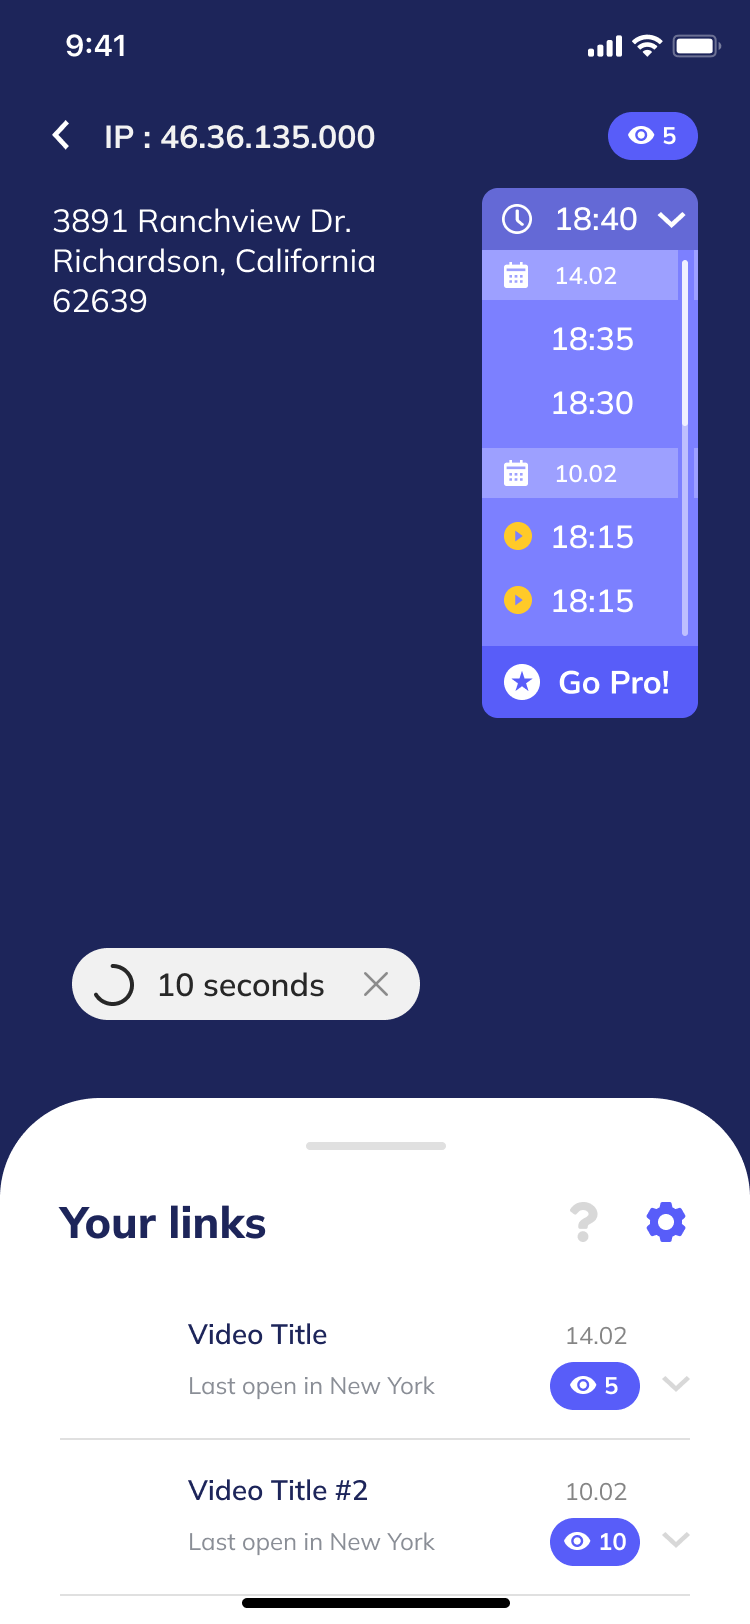 9:41
IP : 46.36.135.000
5
3891 Ranchview Dr.
Richardson, California
62639
18:40
14.02
18:35
18:30
10.02
18:15
18:15
Go Pro!
10 seconds
Your links
?
Video Title
14.02
Last open in New York
5
Video Title #2
10.02
Last open in New York
10